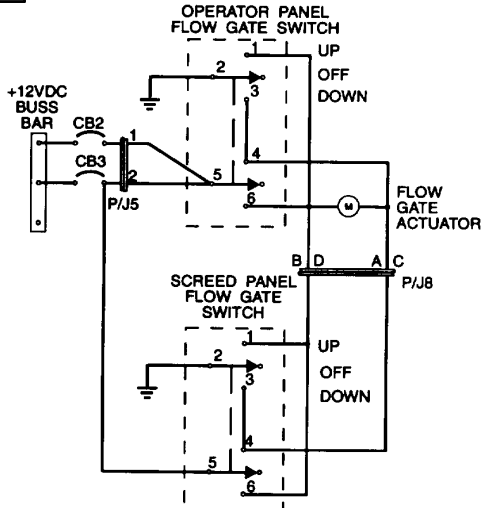 OPERATOR PANEL
FLOW GATE SWITCH
1
UP
2
OFF
3
DOWN
+12VDC
BUSS
BAR
CB2
1
4
CB3
2
5
P/J5
6
M
FLOW
GATE
ACTUATOR
B D
A C
P/J8
SCREED PANEL
FLOW GATE
SWITCH
1
UP
2
OFF
3
DOWN
4
5
6